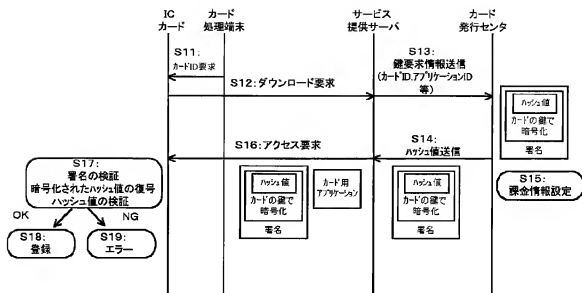 IC
カード
カード
処理端末
サービス
提供サーバ
カード
発行センタ
S11:
カードID要求
S12:ダウンロード要求
S13:
鍵要求情報送信
(カードID,アプリケーションID
等)
ハッシュ値
カードの鍵で
暗号化
署名
S16:アクセス要求
S14:
ハッシュ値送信
S17:
署名の検証
暗号化されたハッシュ値の復号
ハッシュ値の検証
ハッシュ値
カードの鍵で
暗号化
署名
カード用
アプリケーション
ハッシュ値
カードの鍵で
暗号化
署名
S15:
課金情報設定
OK
NG
S18:
登録
S19:
エラー